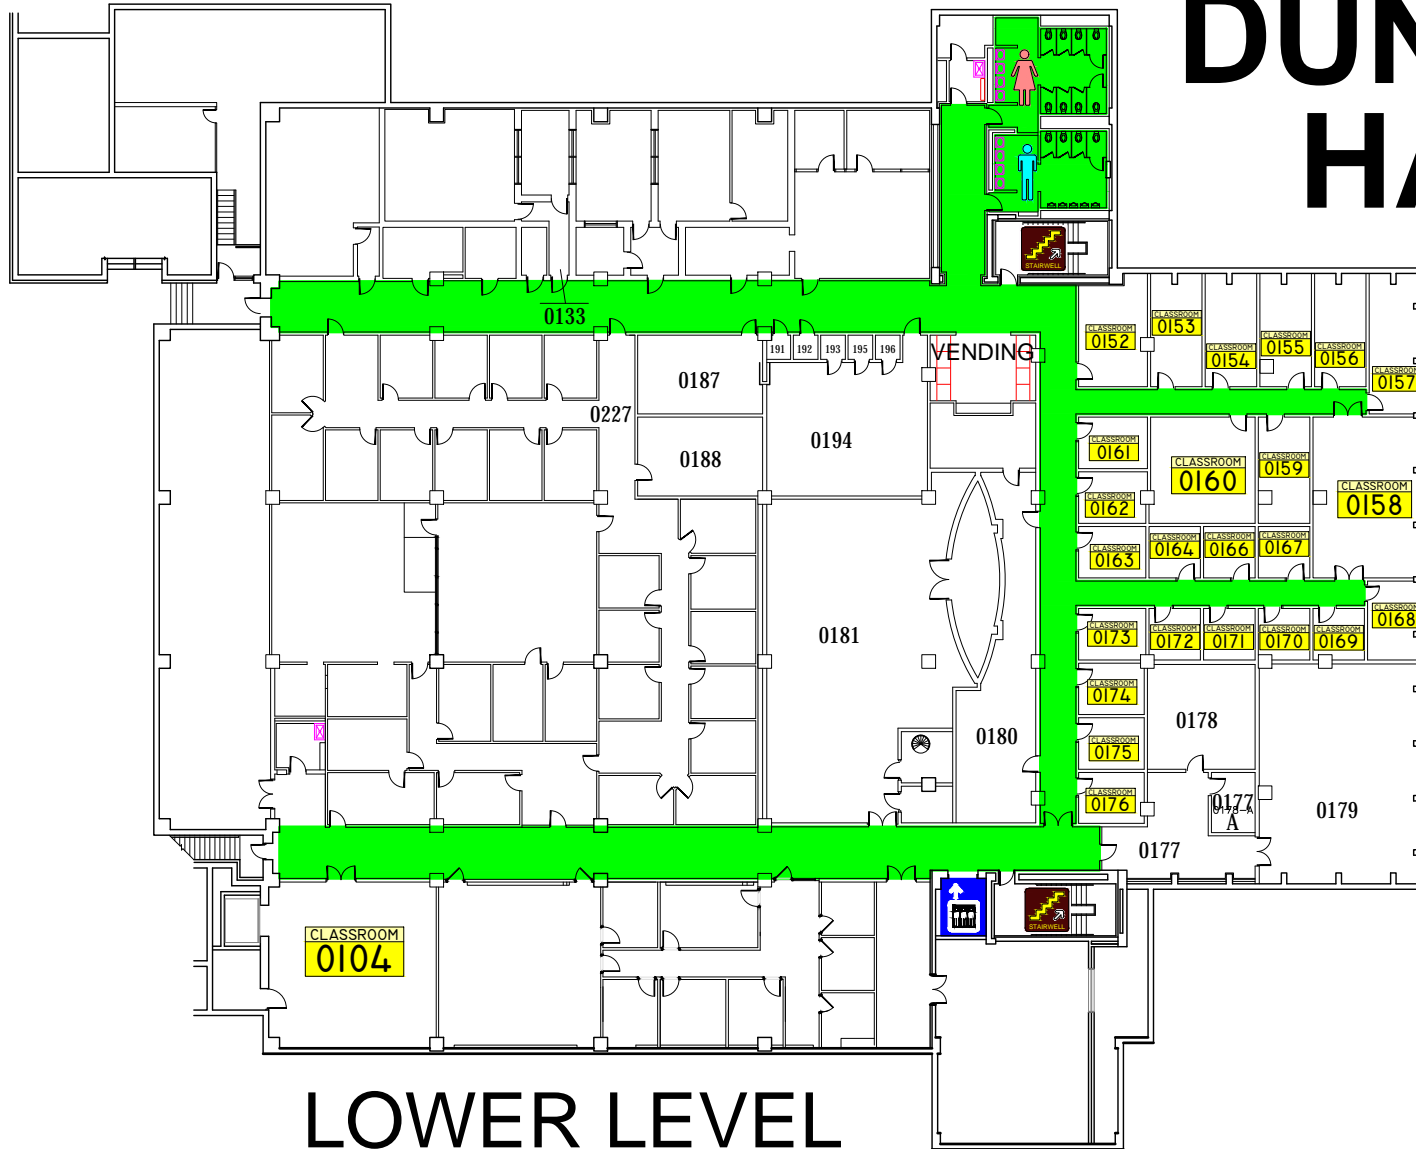 DUN
HA
STAIRWELL
0133
191
192
193
195
196
VENDING
CLASSROOM
0152
CLASSROOM
0153
CLASSROOM
0154
CLASSROOM
0155
CLASSROOM
0156
CLASSROOM
0157
0187
0227
0188
0194
CLASSROOM
0161
CLASSROOM
0160
CLASSROOM
0159
CLASSROOM
0158
CLASSROOM
0162
CLASSROOM
0163
CLASSROOM
0164
CLASSROOM
0166
CLASSROOM
0167
CLASSROOM
0168
0181
CLASSROOM
0173
CLASSROOM
0172
CLASSROOM
0171
CLASSROOM
0170
CLASSROOM
0169
CLASSROOM
0174
0178
0180
CLASSROOM
0175
CLASSROOM
0176
0177
A
0178-A
0179
0177
STAIRWELL
CLASSROOM
0104
LOWER LEVEL